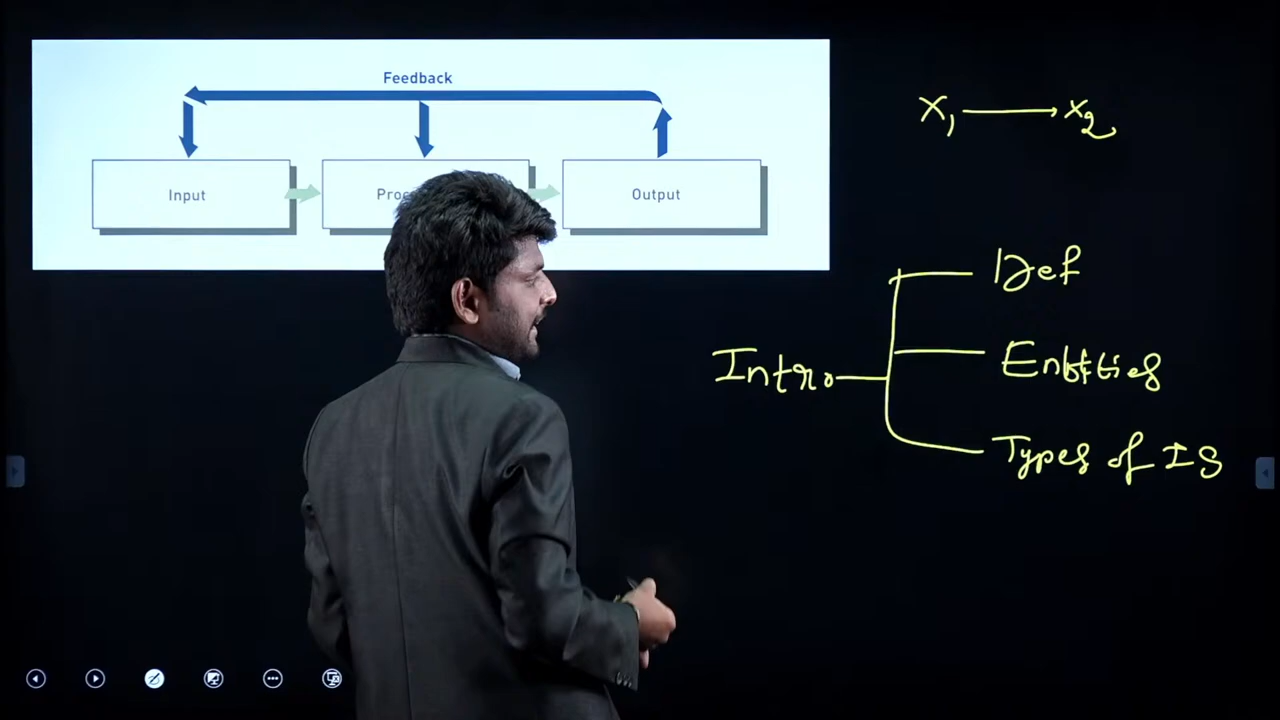 Feedback
Input
Output
X₁ → X₂
Def
Intro
Entities
Types of IS